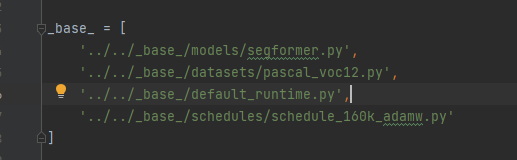 _base_ = [
'../../_base_/models/segformer.py',
'../../_base_/datasets/pascal_voc12.py',
'../../_base_/default_runtime.py',
'../../_base_/schedules/schedule_160k_adamw.py'
]